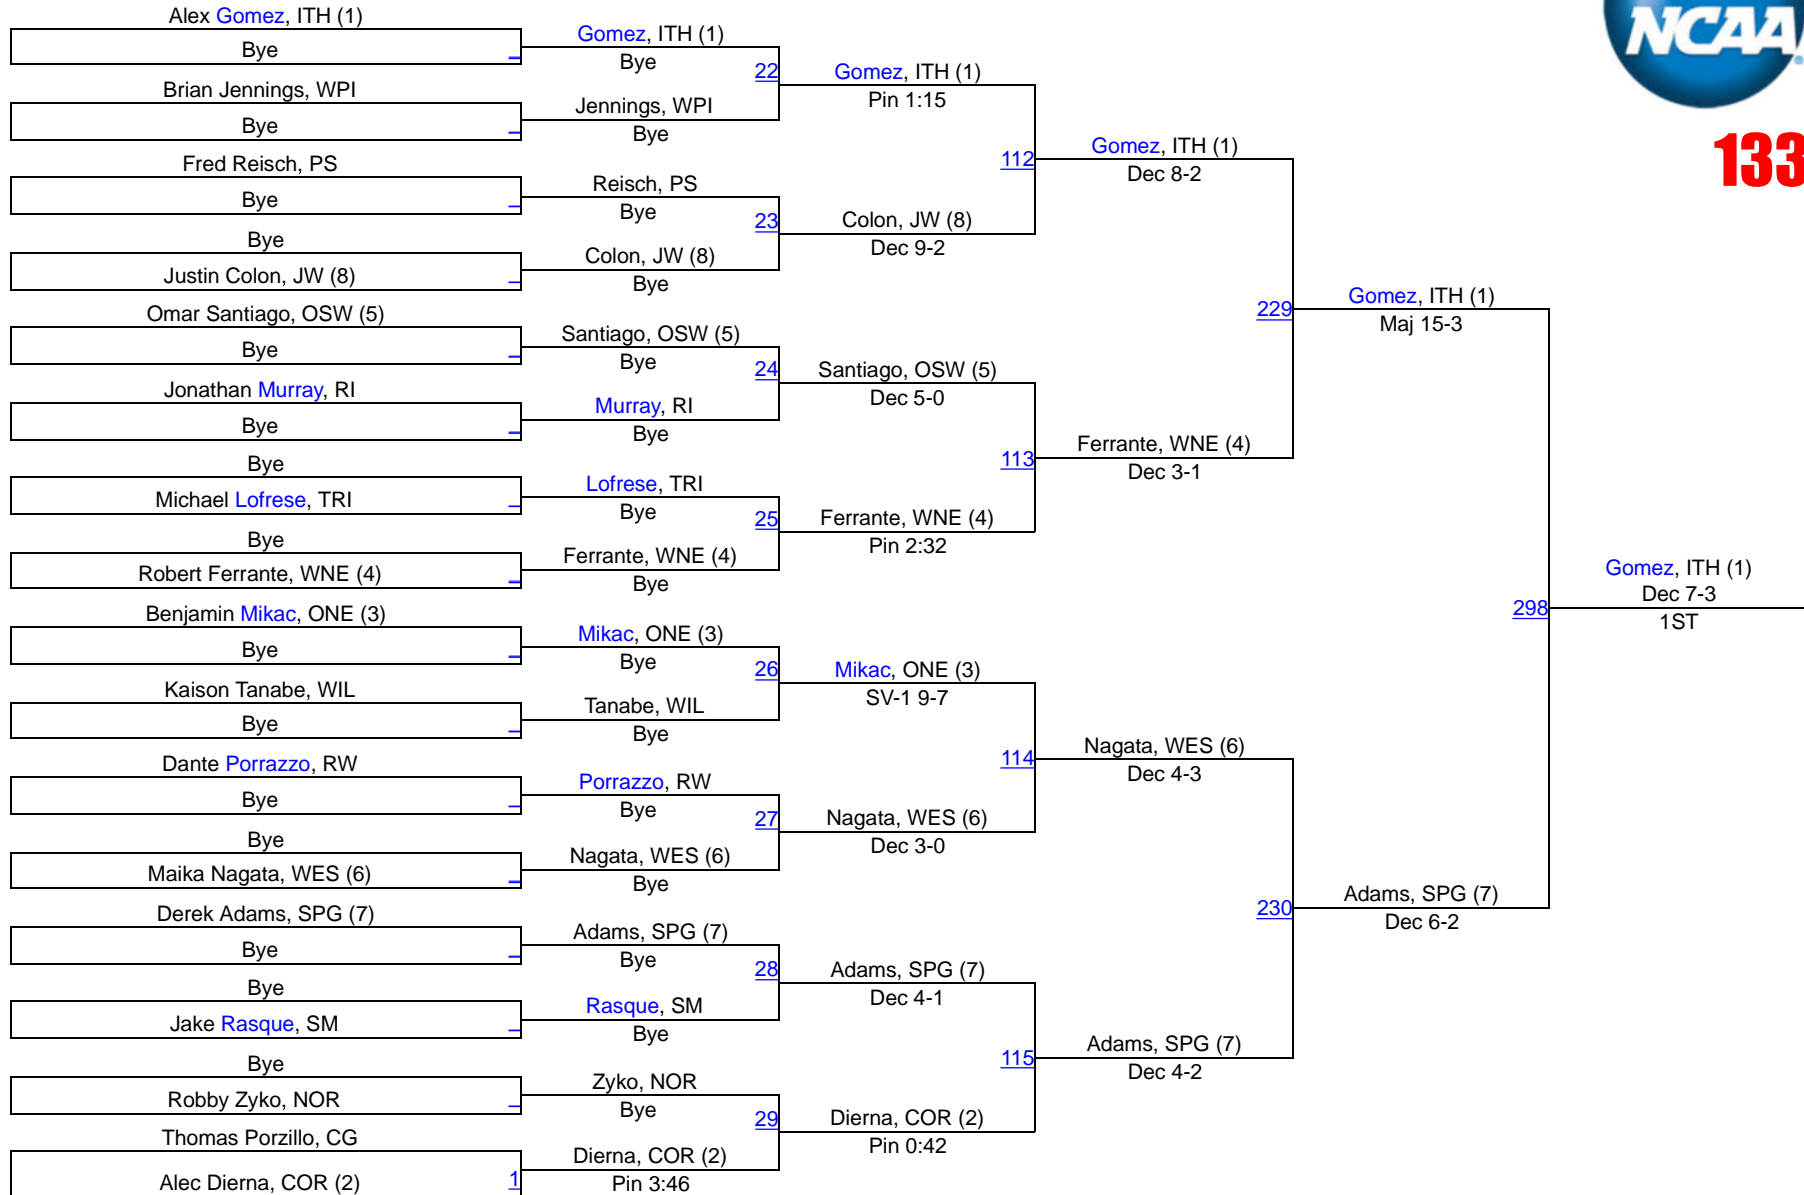 Alex Gomez, ITH (1)
Bye
Brian Jennings, WPI
Bye
Fred Reisch, PS
Bye
Bye
Justin Colon, JW (8)
Omar Santiago, OSW (5)
Bye
Jonathan Murray, RI
Bye
Bye
Michael Lofrese, TRI
Bye
Robert Ferrante, WNE (4)
Benjamin Mikac, ONE (3)
Bye
Kaison Tanabe, WIL
Bye
Dante Porrazzo, RW
Bye
Bye
Maika Nagata, WES (6)
Derek Adams, SPG (7)
Bye
Bye
Jake Rasque, SM
Bye
Robby Zyko, NOR
Thomas Porzillo, CG
Alec Dierna, COR (2)
1
Gomez, ITH (1)
Bye
22
Jennings, WPI
Bye
Reisch, PS
Bye
23
Colon, JW (8)
Bye
Santiago, OSW (5)
Bye
24
Murray, RI
Bye
Lofrese, TRI
Bye
25
Ferrante, WNE (4)
Bye
Mikac, ONE (3)
Bye
26
Tanabe, WIL
Bye
Porrazzo, RW
Bye
27
Nagata, WES (6)
Bye
Adams, SPG (7)
Bye
28
Rasque, SM
Bye
Zyko, NOR
Bye
29
Dierna, COR (2)
Pin 3:46
Gomez, ITH (1)
Pin 1:15
112
Colon, JW (8)
Dec 9-2
Santiago, OSW (5)
Dec 5-0
113
Ferrante, WNE (4)
Pin 2:32
Mikac, ONE (3)
SV-1 9-7
114
Nagata, WES (6)
Dec 3-0
Adams, SPG (7)
Dec 4-1
115
Dierna, COR (2)
Pin 0:42
Gomez, ITH (1)
Dec 8-2
229
Ferrante, WNE (4)
Dec 3-1
Nagata, WES (6)
Dec 4-3
230
Adams, SPG (7)
Dec 4-2
Gomez, ITH (1)
Maj 15-3
298
Adams, SPG (7)
Dec 6-2
Gomez, ITH (1)
Dec 7-3
1ST
NCAA
133